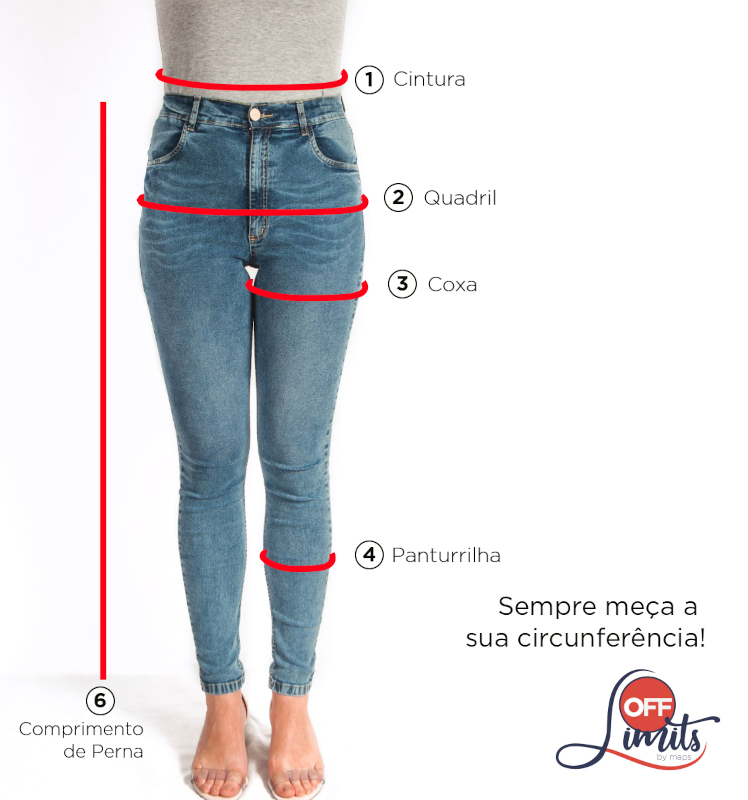 1 Cintura
2 Quadril
3 Coxa
4 Panturrilha
Sempre meça a
sua circunferência!
6
Comprimento
de Perna
OFF
Limits
by maps